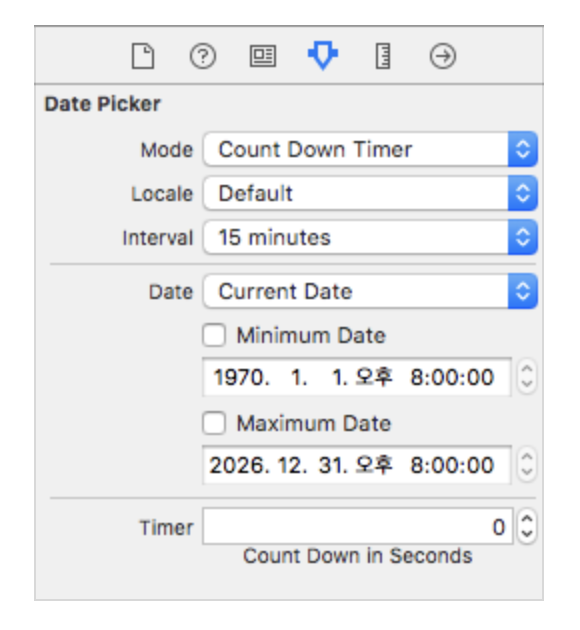 Date Picker
Mode Count Down Timer
Locale Default
Interval 15 minutes
Date Current Date
Minimum Date
1970. 1. 1. 오후 8:00:00
Maximum Date
2026. 12. 31. 오후 8:00:00
Timer 0
Count Down in Seconds